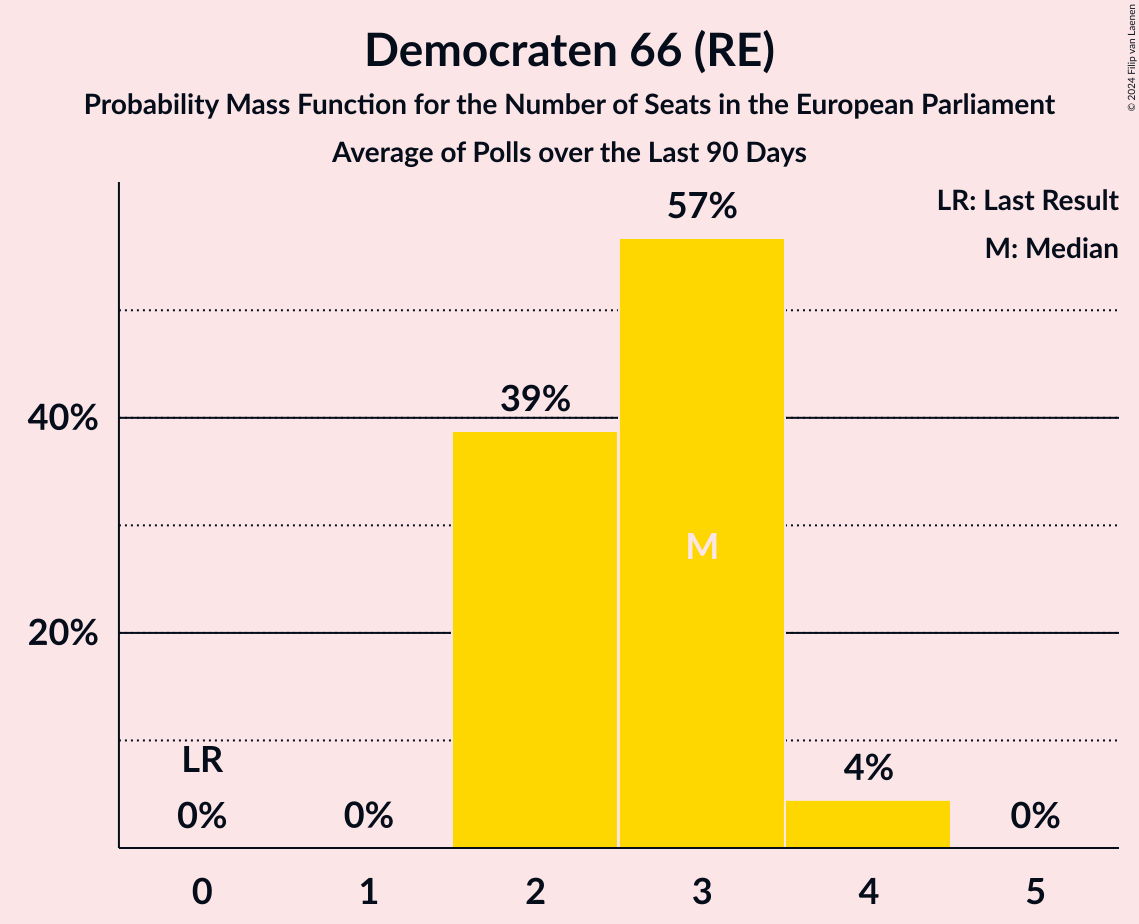 Democraten 66 (RE)
Probability Mass Function for the Number of Seats in the European Parliament
Average of Polls over the Last 90 Days
© 2024 Filip van Laenen
LR: Last Result
M: Median
57%
39%
40%
M
20%
LR
4%
0%
0%
0%
0 1 2 3 4 5